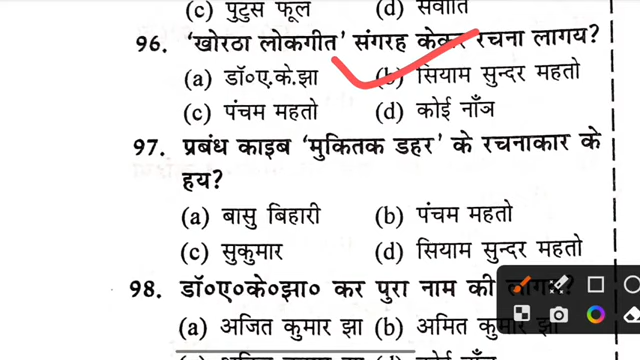 (c) पुटुस फूल (d) सेवाति
96. 'खोरठा लोकगीत' संगरह केकर रचना लागय?
(a) डॉ०ए.के.झा (b) सियाम सुन्दर महतो
(c) पंचम महतो (d) कोई नाँञ
97. प्रबंध काइब 'मुकितक डहर' के रचनाकार के
हय?
(a) बासु बिहारी (b) पंचम महतो
(c) सुकुमार (d) सियाम सुन्दर महतो
98. डॉ०ए०के०झा० कर पुरा नाम की लागय?
(a) अजित कुमार झा (b) अमित कुमार झा